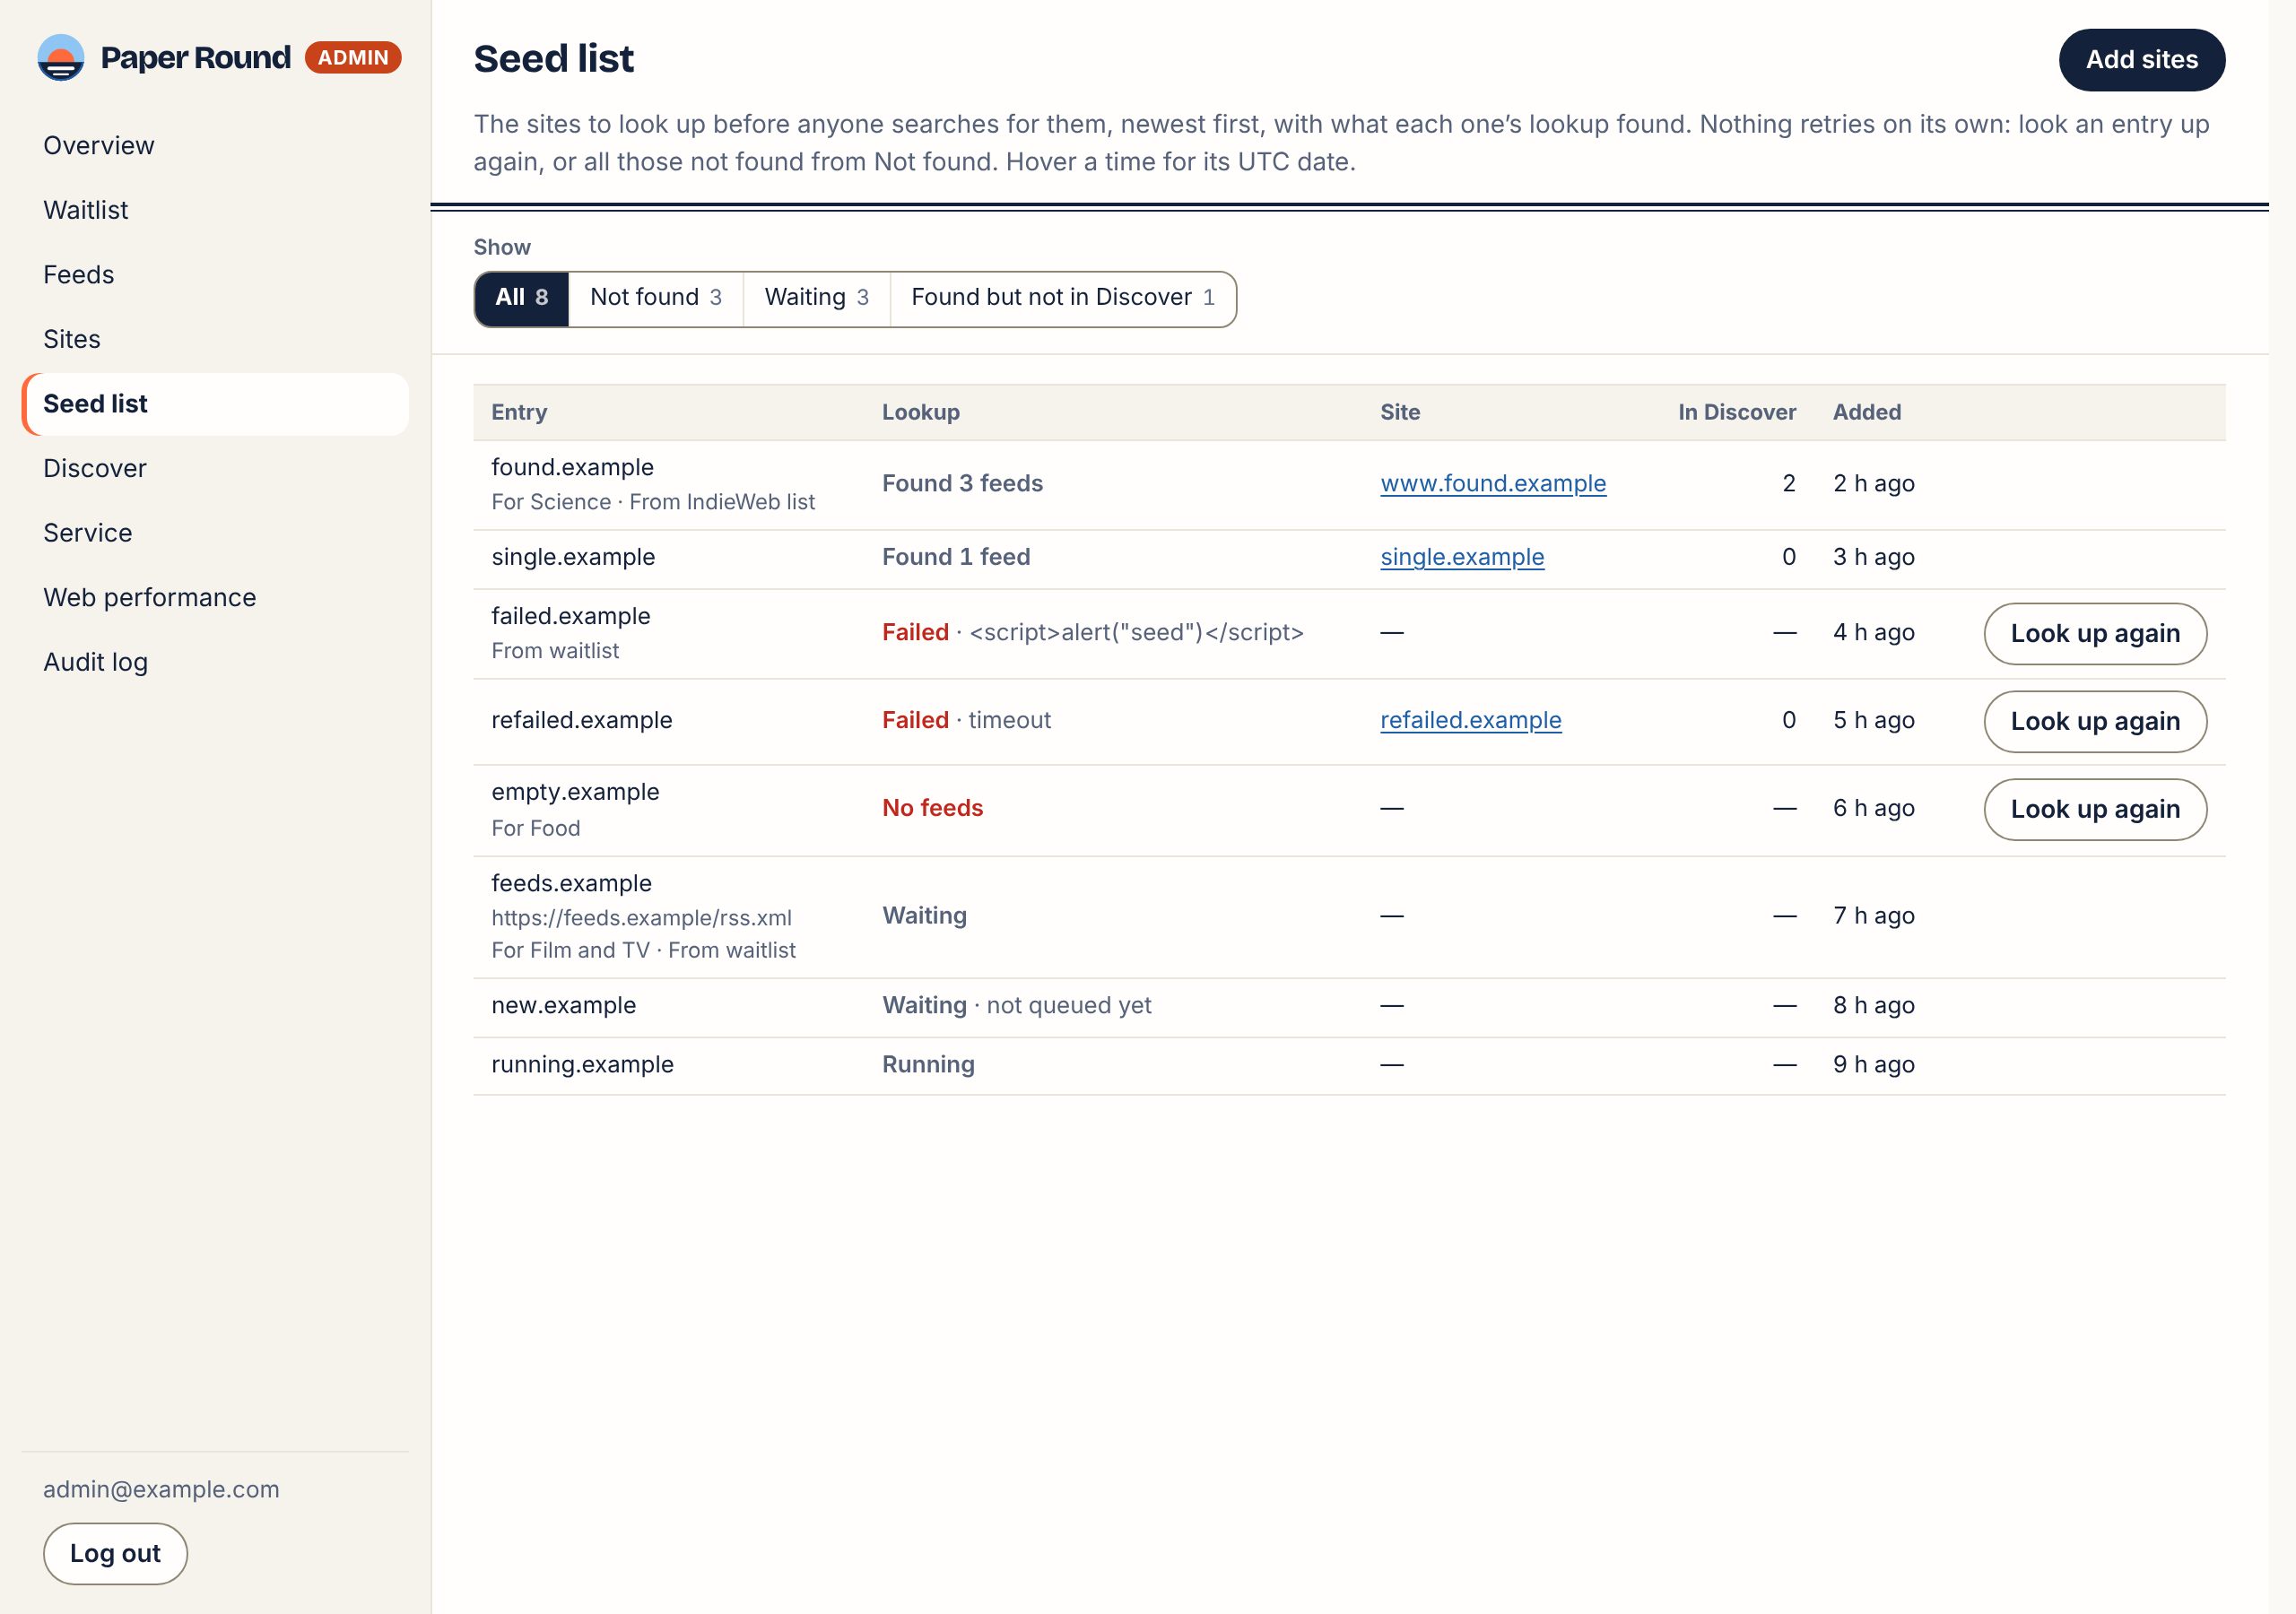 Paper Round ADMIN
Overview
Waitlist
Feeds
Sites
Seed list
Discover
Service
Web performance
Audit log
admin@example.com
Log out
Seed list
Add sites
The sites to look up before anyone searches for them, newest first, with what each one’s lookup found. Nothing retries on its own: look an entry up
again, or all those not found from Not found. Hover a time for its UTC date.
Show
All 8 Not found 3 Waiting 3 Found but not in Discover 1
Entry Lookup Site In Discover Added
found.example
For Science · From IndieWeb list
Found 3 feeds www.found.example 2 2 h ago
single.example Found 1 feed single.example 0 3 h ago
failed.example
From waitlist
Failed · <script>alert("seed")</script> — — 4 h ago Look up again
refailed.example Failed · timeout refailed.example 0 5 h ago Look up again
empty.example
For Food
No feeds — — 6 h ago Look up again
feeds.example
https://feeds.example/rss.xml
For Film and TV · From waitlist
Waiting — — 7 h ago
new.example Waiting · not queued yet — — 8 h ago
running.example Running — — 9 h ago